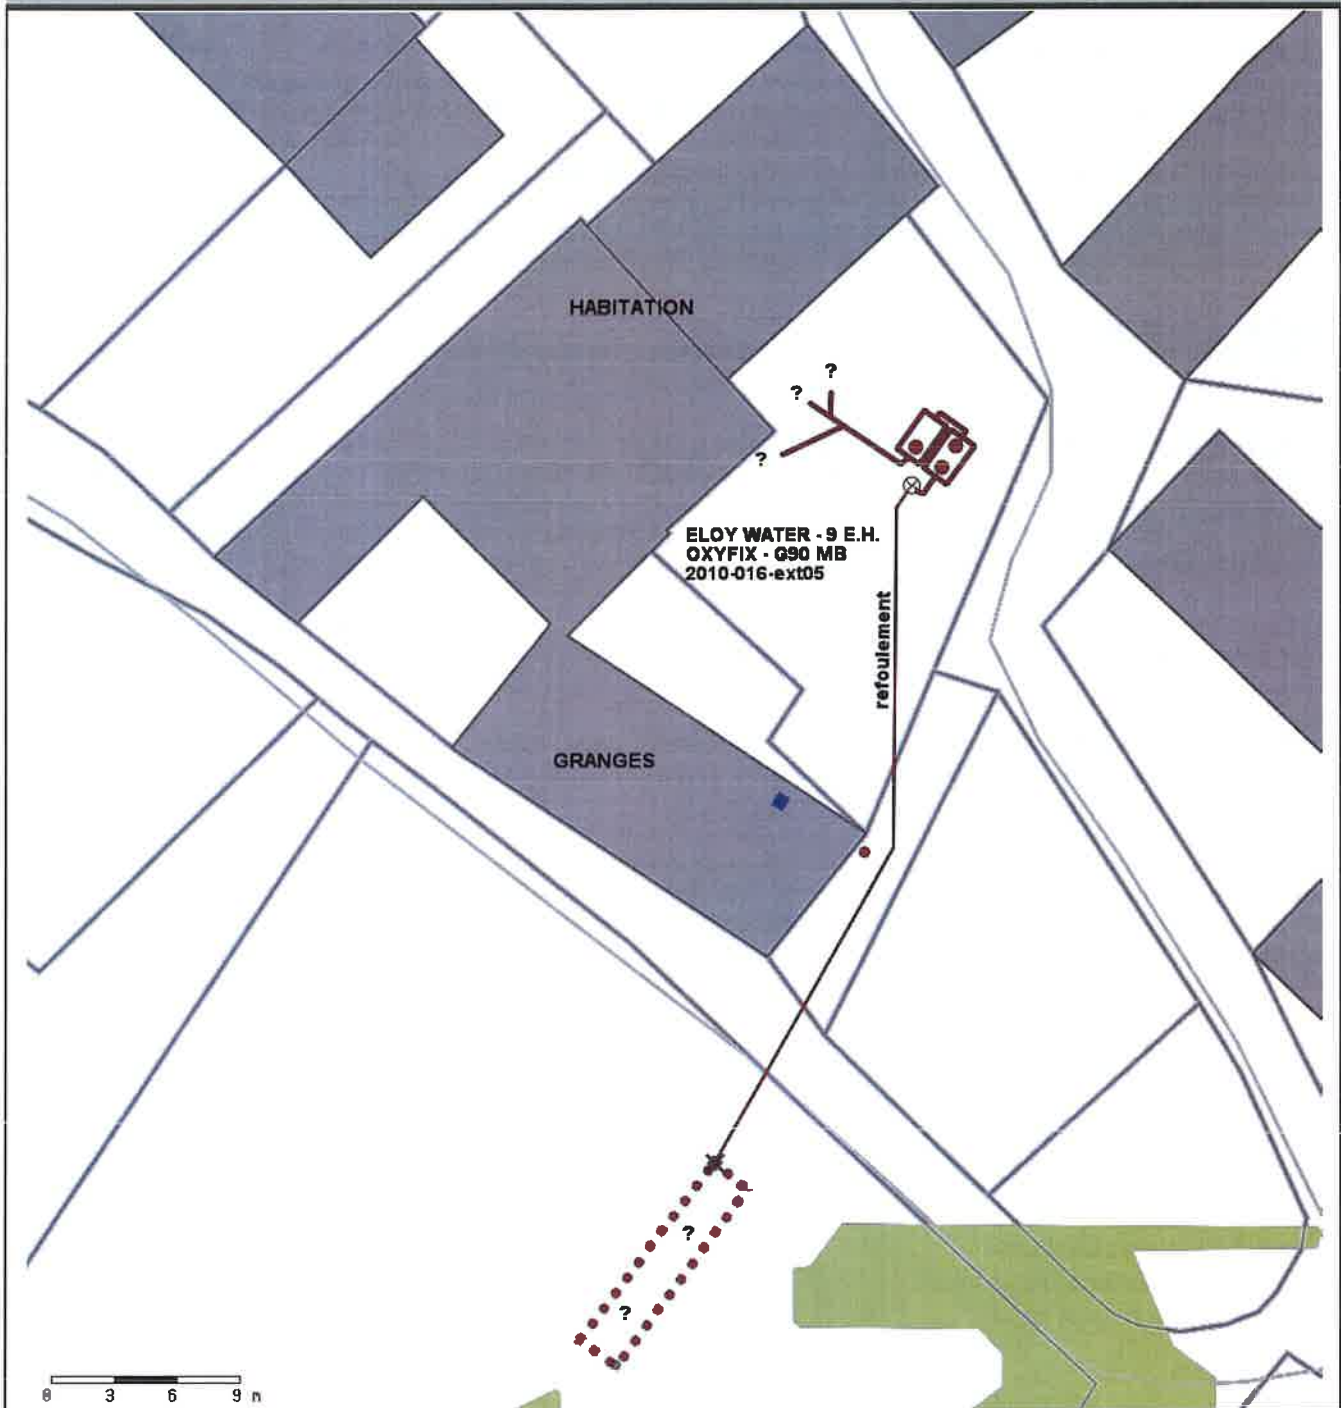 HABITATION
?
?
?
ELOY WATER - 9 E.H.
OXYFIX - G90 MB
2010-016-ext05
refoulement
GRANGES
?
?
0 3 6 9 m